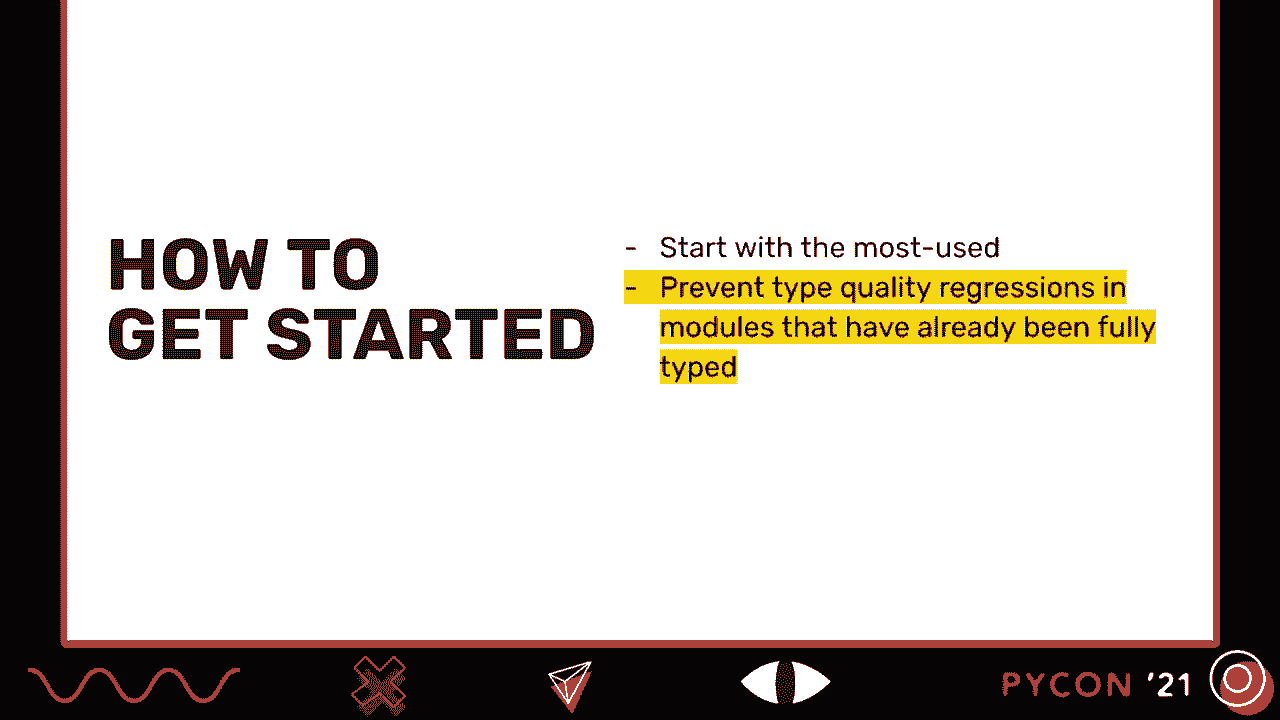 HOW TO
GET STARTED
- Start with the most-used
- Prevent type quality regressions in
modules that have already been fully
typed
PYCON '21